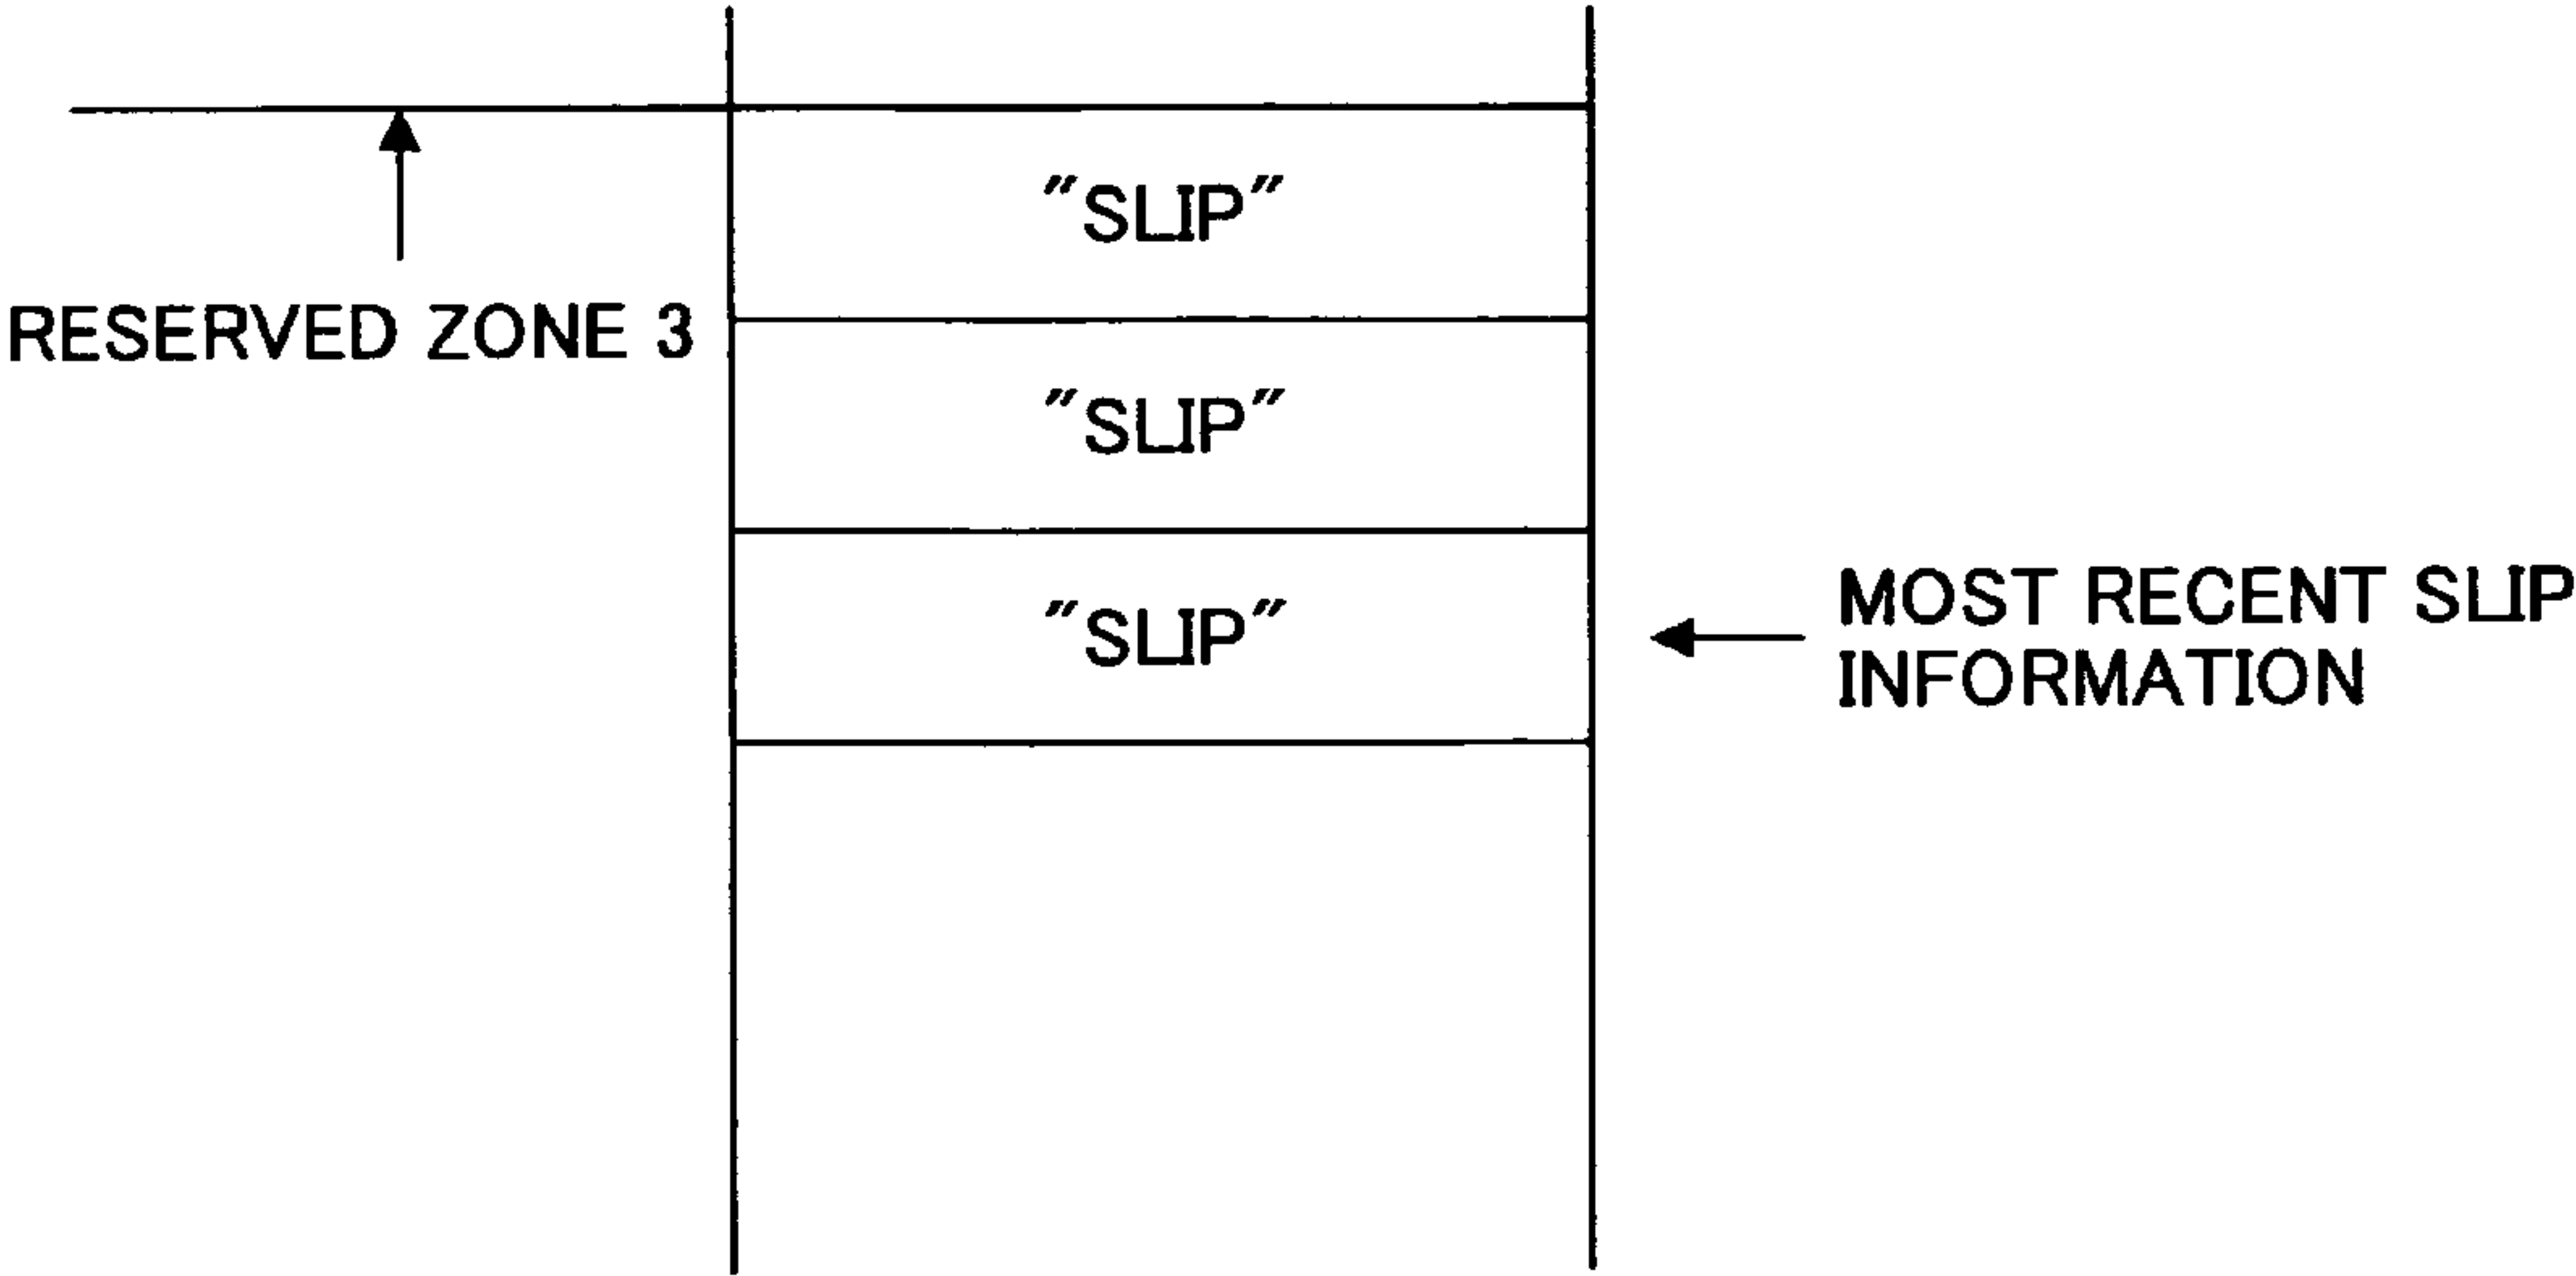 "SLIP"
RESERVED ZONE 3
"SLIP"
"SLIP"
MOST RECENT SLIP
INFORMATION